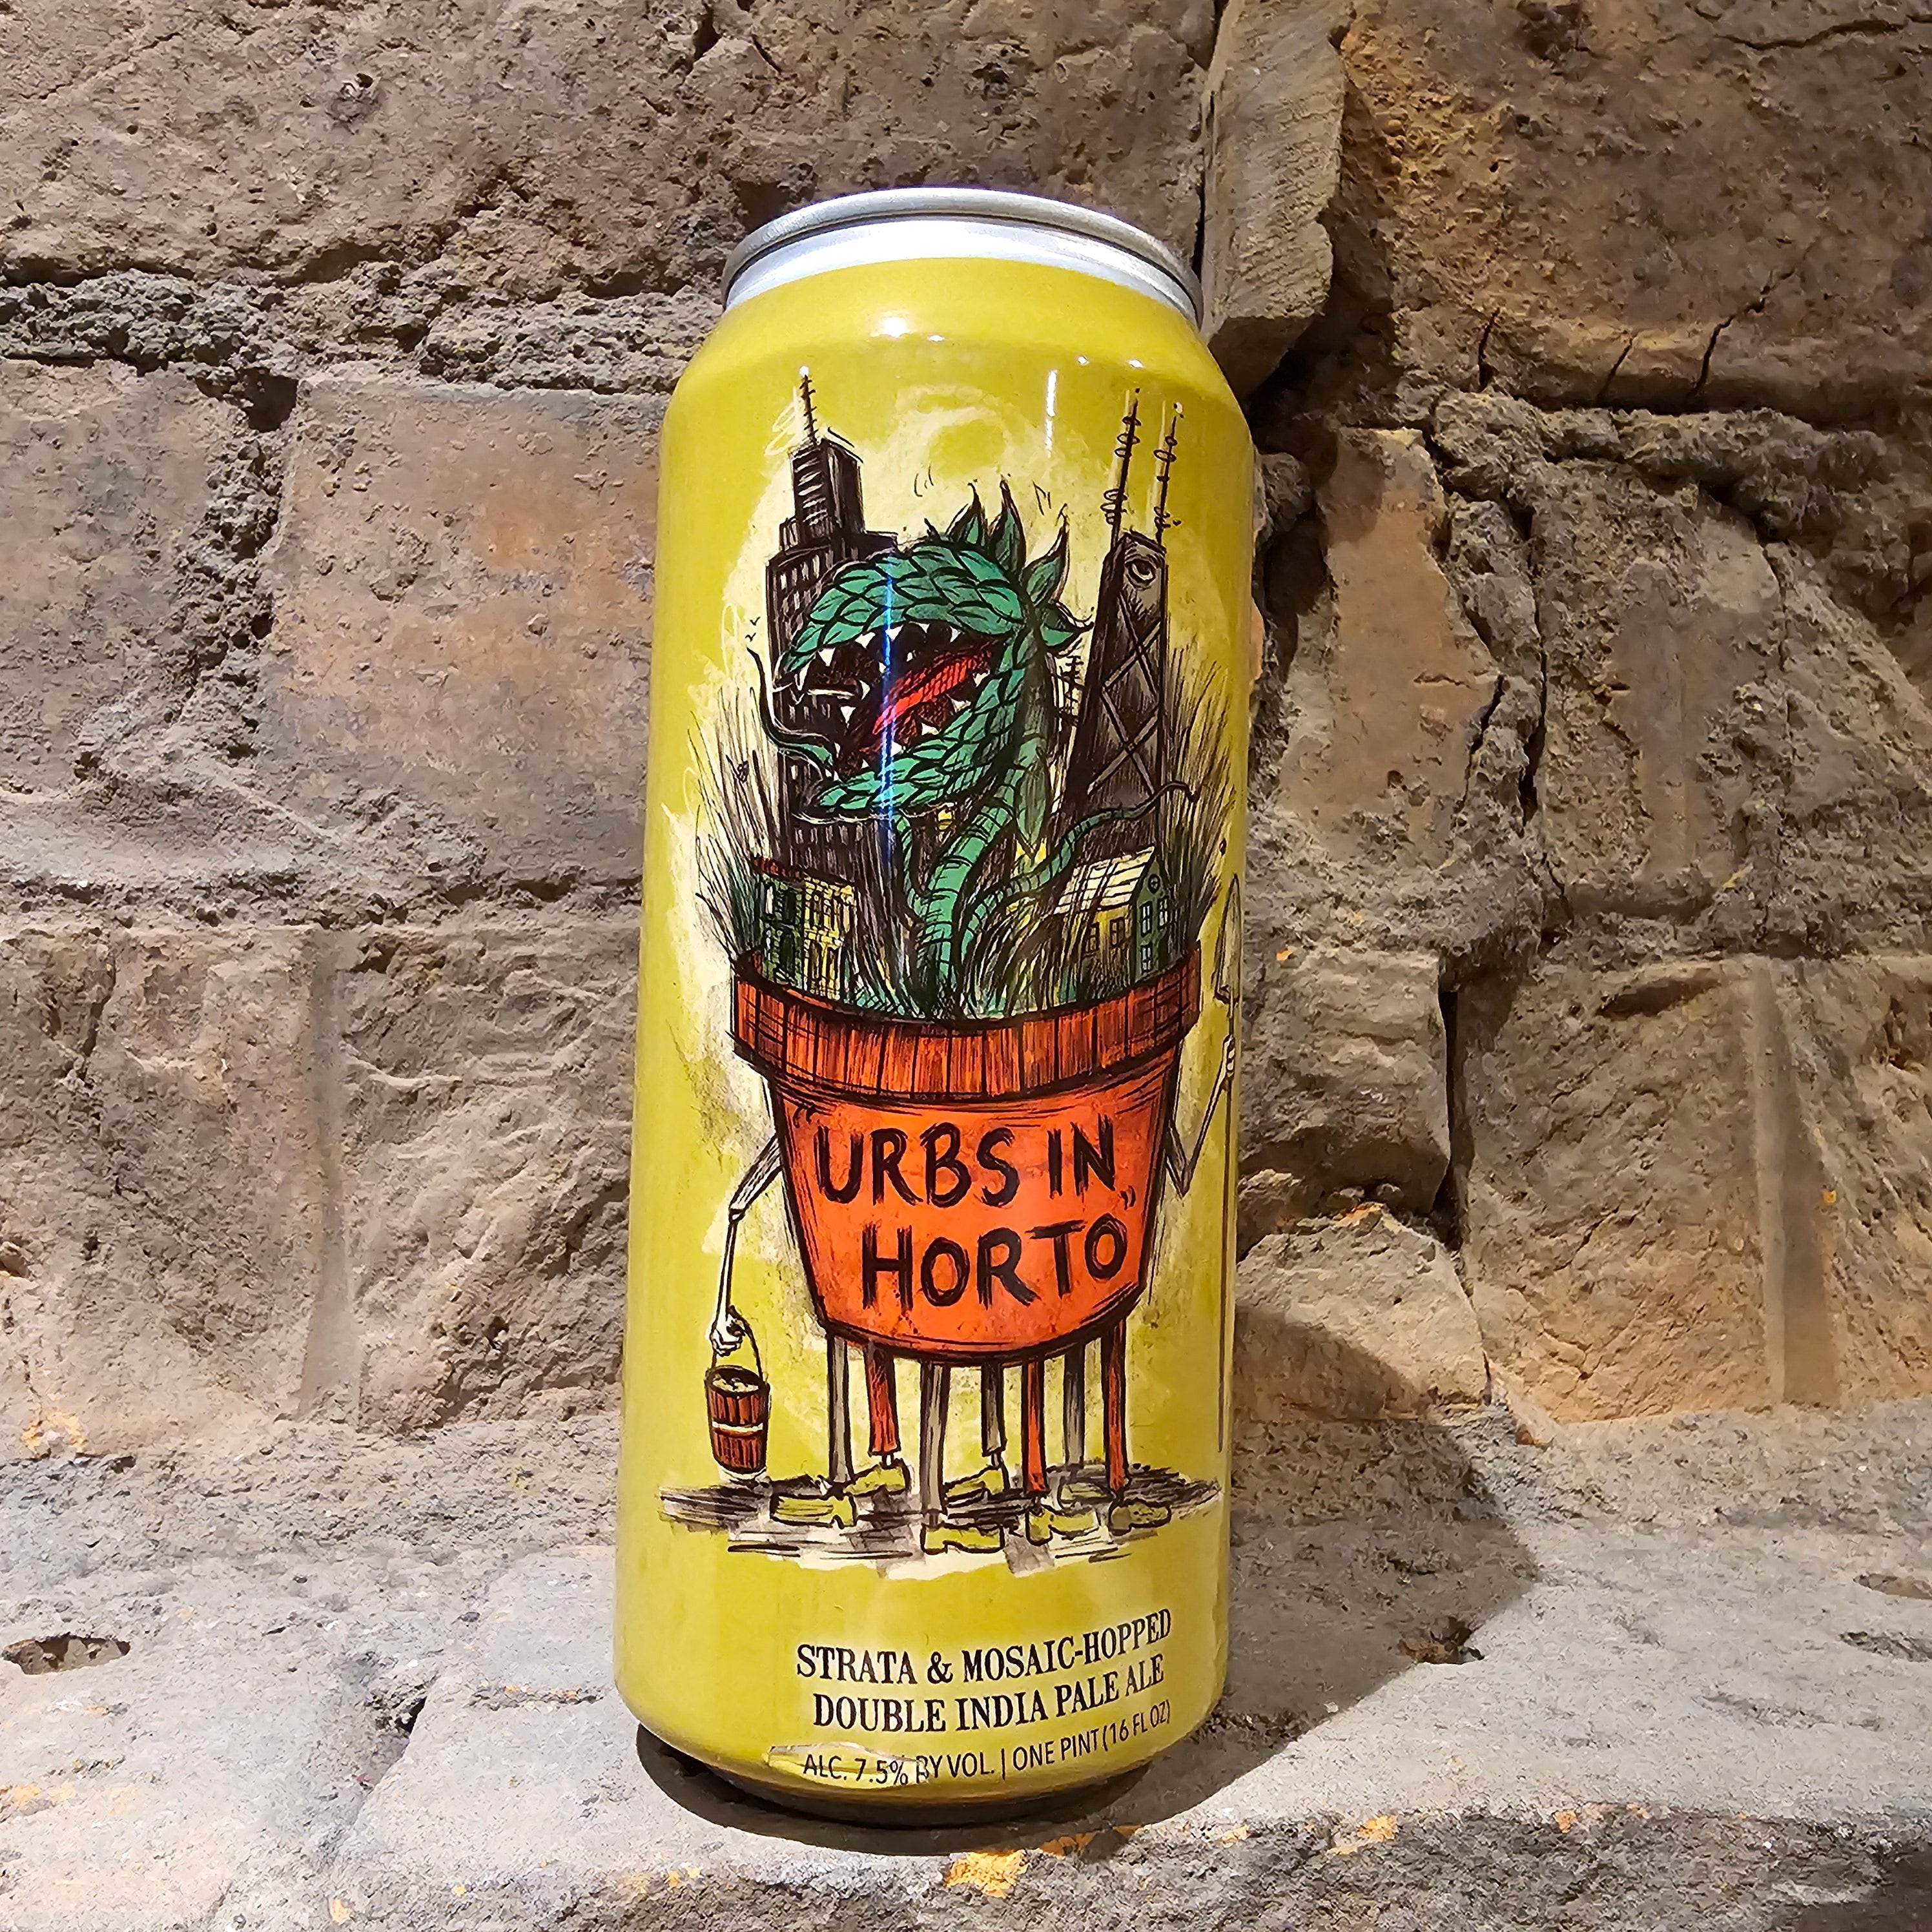 "URBS IN
HORTO"
STRATA & MOSAIC-HOPPED
DOUBLE INDIA PALE ALE
ALC. 7.5% BY VOL. | ONE PINT (16 FL OZ)